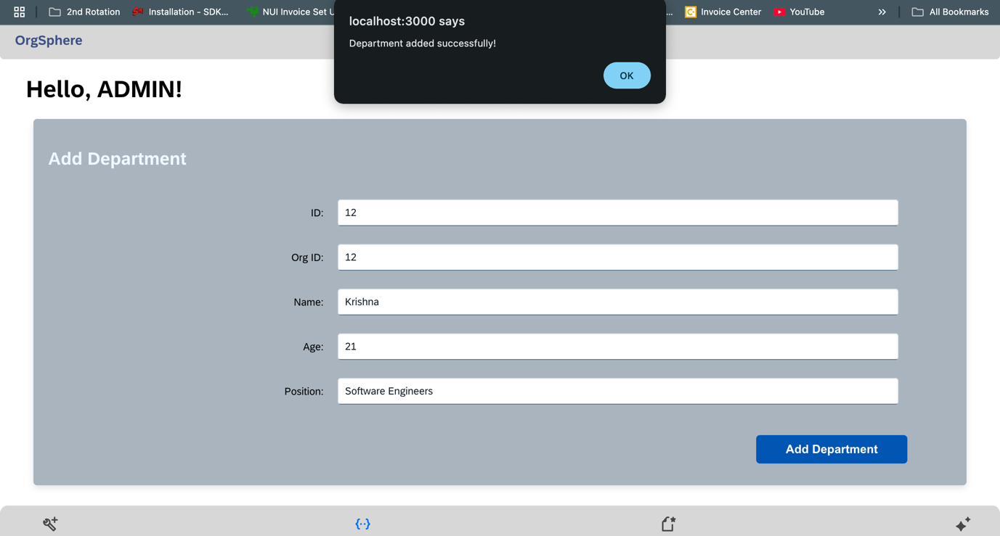 2nd Rotation
Installation - SDK...
NUI Invoice Set U
...
Invoice Center
YouTube
All Bookmarks
localhost:3000 says
Department added successfully!
OK
OrgSphere
Hello, ADMIN!
Add Department
ID: 12
Org ID: 12
Name: Krishna
Age: 21
Position: Software Engineers
Add Department